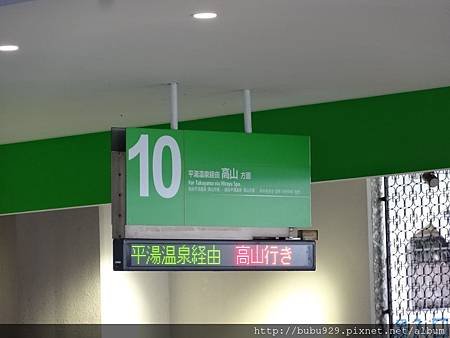 10
平湯温泉経由 高山 方面
For Takayama via Hirayu Spa
平湯温泉経由 高山行き
http://bubu929.pixnet.net/album